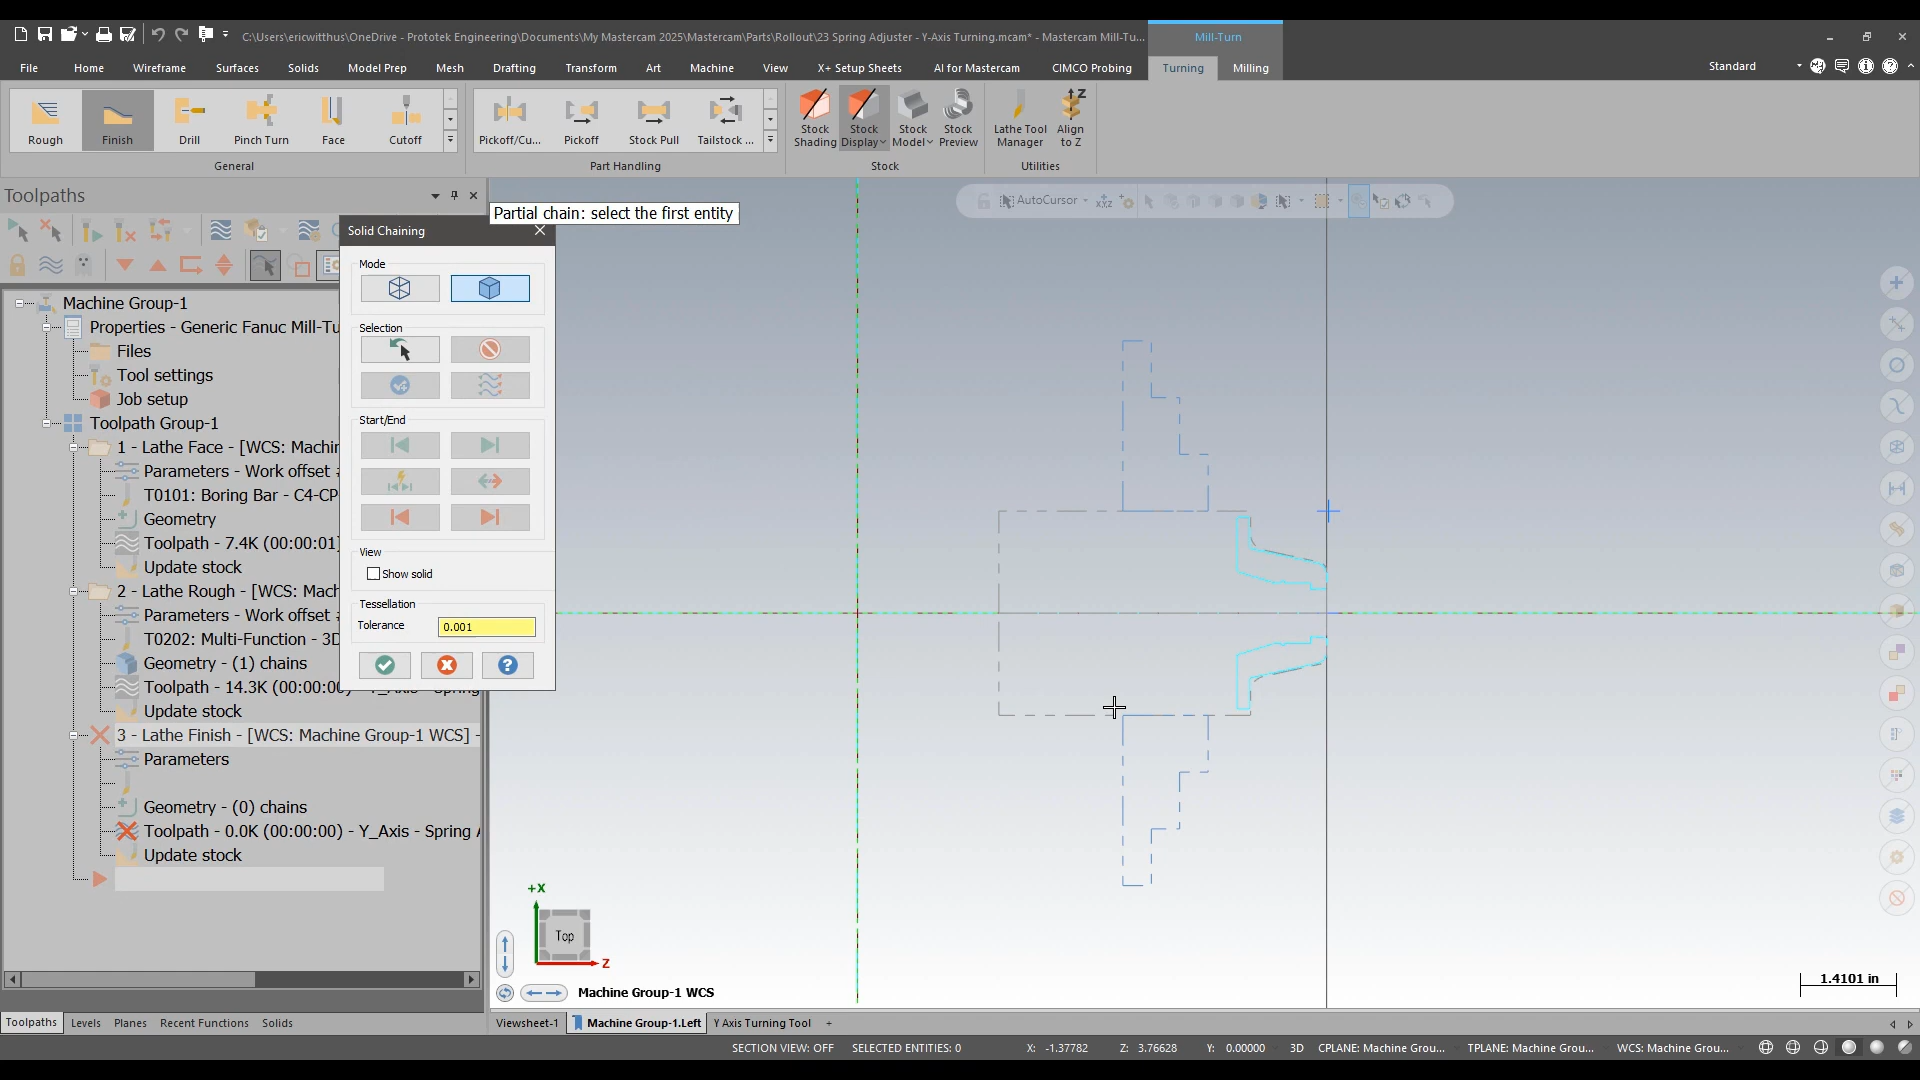 C:\Users\ericwitthus\OneDrive - Prototek Engineering\Documents\My Mastercam 2025\Mastercam\Parts\Rollout\23 Spring Adjuster - Y-Axis Turning.mcam* - Mastercam Mill-Tu...
Mill-Turn
File Home Wireframe Surfaces Solids Model Prep Mesh Drafting Transform Art Machine View X+ Setup Sheets AI for Mastercam CIMCO Probing Turning Milling
Standard
Rough Finish Drill Pinch Turn Face Cutoff
General
Pickoff/Cu... Pickoff Stock Pull Tailstock ...
Part Handling
Stock Shading
Stock Display
Stock Model
Stock Preview
Stock
Lathe Tool Manager
Align to Z
Utilities
Toolpaths
Partial chain: select the first entity
AutoCursor
Solid Chaining
Mode
Selection
Start/End
View
Show solid
Tessellation
Tolerance 0.001
Machine Group-1
Properties - Generic Fanuc Mill-Tu
Files
Tool settings
Job setup
Toolpath Group-1
1 - Lathe Face - [WCS: Machin
Parameters - Work offset
T0101: Boring Bar - C4-CP
Geometry
Toolpath - 7.4K (00:00:01)
Update stock
2 - Lathe Rough - [WCS: Mach
Parameters - Work offset
T0202: Multi-Function - 3D
Geometry - (1) chains
Toolpath - 14.3K (00:00:00)
Update stock
3 - Lathe Finish - [WCS: Machine Group-1 WCS] -
Parameters
Geometry - (0) chains
Toolpath - 0.0K (00:00:00) - Y_Axis - Spring
Update stock
+X
Top
Z
Machine Group-1 WCS
1.4101 in
Toolpaths Levels Planes Recent Functions Solids
Viewsheet-1 Machine Group-1.Left Y Axis Turning Tool +
SECTION VIEW: OFF SELECTED ENTITIES: 0 X: -1.37782 Z: 3.76628 Y: 0.00000 3D CPLANE: Machine Grou... TPLANE: Machine Grou... WCS: Machine Grou...